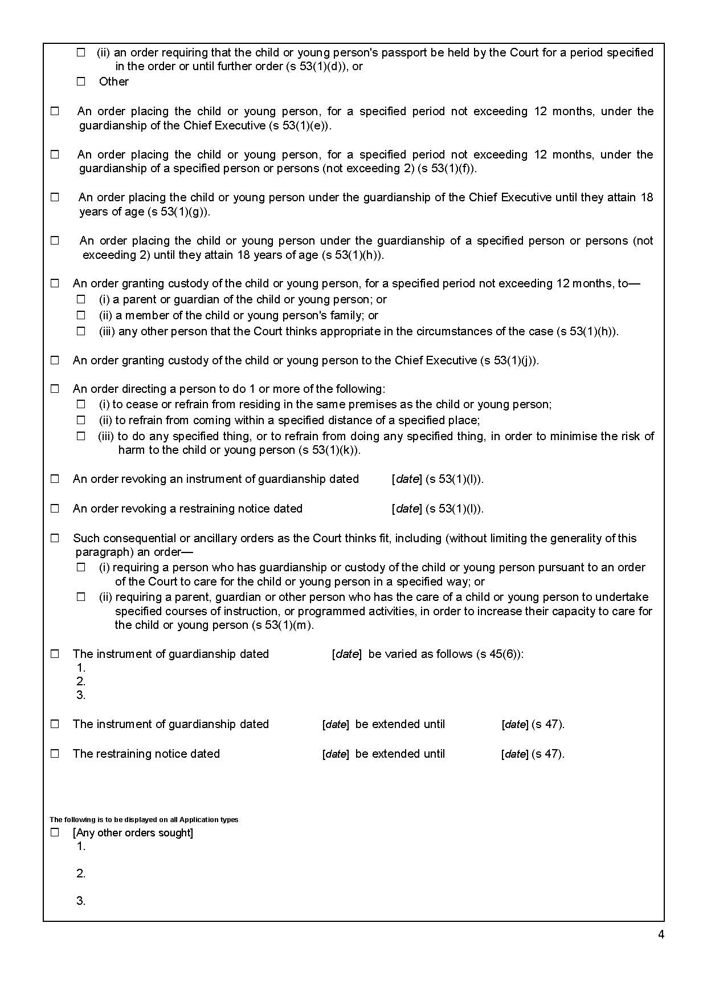 ☐ (ii) an order requiring that the child or young person's passport be held by the Court for a period specified
in the order or until further order (s 53(1)(d)), or
☐ Other
☐ An order placing the child or young person, for a specified period not exceeding 12 months, under the
guardianship of the Chief Executive (s 53(1)(e)).
☐ An order placing the child or young person, for a specified period not exceeding 12 months, under the
guardianship of a specified person or persons (not exceeding 2) (s 53(1)(f)).
☐ An order placing the child or young person under the guardianship of the Chief Executive until they attain 18
years of age (s 53(1)(g)).
☐ An order placing the child or young person under the guardianship of a specified person or persons (not
exceeding 2) until they attain 18 years of age (s 53(1)(h)).
☐ An order granting custody of the child or young person, for a specified period not exceeding 12 months, to—
☐ (i) a parent or guardian of the child or young person; or
☐ (ii) a member of the child or young person's family; or
☐ (iii) any other person that the Court thinks appropriate in the circumstances of the case (s 53(1)(h)).
☐ An order granting custody of the child or young person to the Chief Executive (s 53(1)(j)).
☐ An order directing a person to do 1 or more of the following:
☐ (i) to cease or refrain from residing in the same premises as the child or young person;
☐ (ii) to refrain from coming within a specified distance of a specified place;
☐ (iii) to do any specified thing, or to refrain from doing any specified thing, in order to minimise the risk of
harm to the child or young person (s 53(1)(k)).
☐ An order revoking an instrument of guardianship dated [date] (s 53(1)(l)).
☐ An order revoking a restraining notice dated [date] (s 53(1)(l)).
☐ Such consequential or ancillary orders as the Court thinks fit, including (without limiting the generality of this
paragraph) an order—
☐ (i) requiring a person who has guardianship or custody of the child or young person pursuant to an order
of the Court to care for the child or young person in a specified way; or
☐ (ii) requiring a parent, guardian or other person who has the care of a child or young person to undertake
specified courses of instruction, or programmed activities, in order to increase their capacity to care for
the child or young person (s 53(1)(m).
☐ The instrument of guardianship dated [date] be varied as follows (s 45(6)):
1.
2.
3.
☐ The instrument of guardianship dated [date] be extended until [date] (s 47).
☐ The restraining notice dated [date] be extended until [date] (s 47).
The following is to be displayed on all Application types
☐ [Any other orders sought]
1.
2.
3.
4